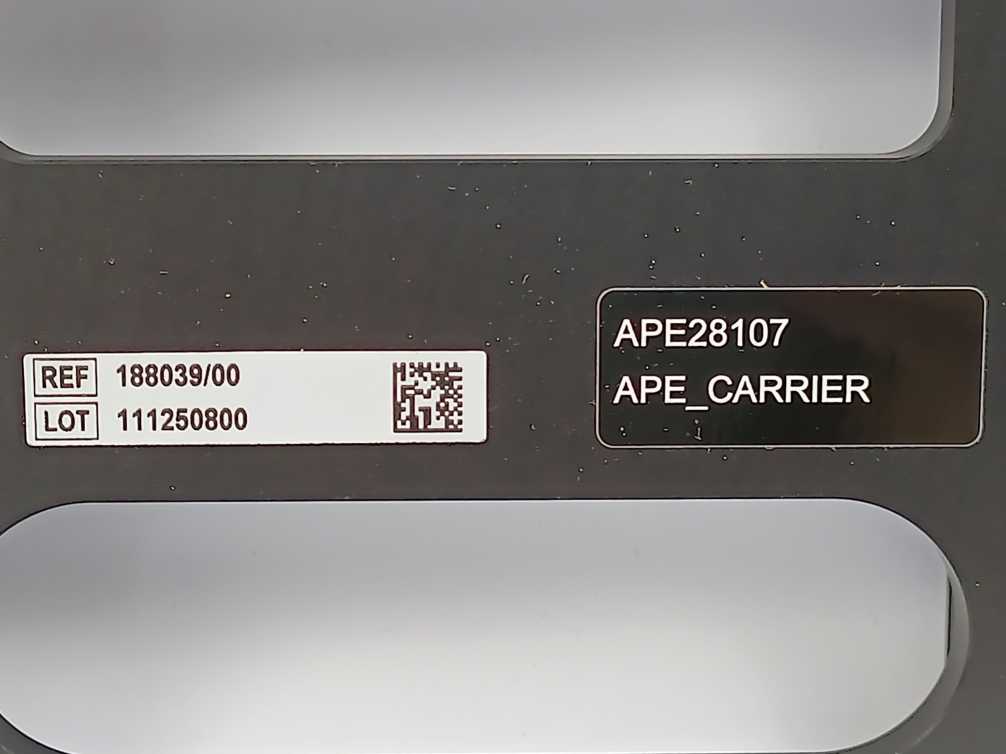 REF 188039/00
LOT 111250800
APE28107
APE_CARRIER